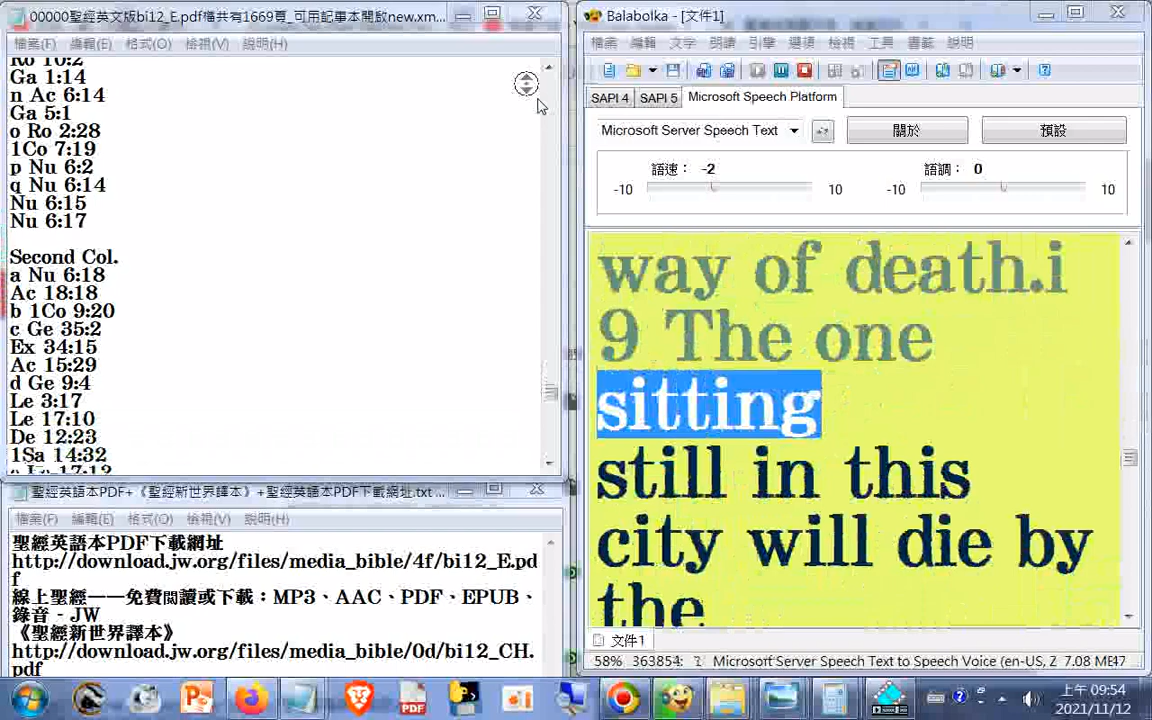 00000聖經英文版bi12_E.pdf檔共有1669頁_可用記事本開啟new.xm...
檔案(F) 編輯(E) 格式(O) 檢視(V) 說明(H)
Ro 10:2
Ga 1:14
n Ac 6:14
Ga 5:1
o Ro 2:28
1Co 7:19
p Nu 6:2
q Nu 6:14
Nu 6:15
Nu 6:17
Second Col.
a Nu 6:18
Ac 18:18
b 1Co 9:20
c Ge 35:2
Ex 34:15
Ac 15:29
d Ge 9:4
Le 3:17
Le 17:10
De 12:23
1Sa 14:32
e Le 17:12
聖經英語本PDF+《聖經新世界譯本》+聖經英語本PDF下載網址.txt ...
檔案(F) 編輯(E) 格式(O) 檢視(V) 說明(H)
聖經英語本PDF下載網址
http://download.jw.org/files/media_bible/4f/bi12_E.pd
f
線上聖經——免費閱讀或下載：MP3、AAC、PDF、EPUB、
錄音 - JW
《聖經新世界譯本》
http://download.jw.org/files/media_bible/0d/bi12_CH.
pdf
Balabolka - [文件1]
檔案 編輯 文字 朗讀 引擎 選項 檢視 工具 書籤 說明
SAPI 4 SAPI 5 Microsoft Speech Platform
Microsoft Server Speech Text 關於 預設
語速： -2 語調： 0
-10 10 -10 10
way of death.i
9 The one
sitting
still in this
city will die by
the
文件1
58% 363854: Microsoft Server Speech Text to Speech Voice (en-US, Z 7.08 ME47
上午 09:54
2021/11/12